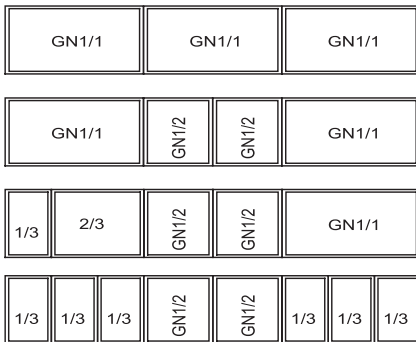 GN1/1 GN1/1 GN1/1
GN1/1 GN1/2 GN1/2 GN1/1
1/3 2/3 GN1/2 GN1/2 GN1/1
1/3 1/3 1/3 GN1/2 GN1/2 1/3 1/3 1/3